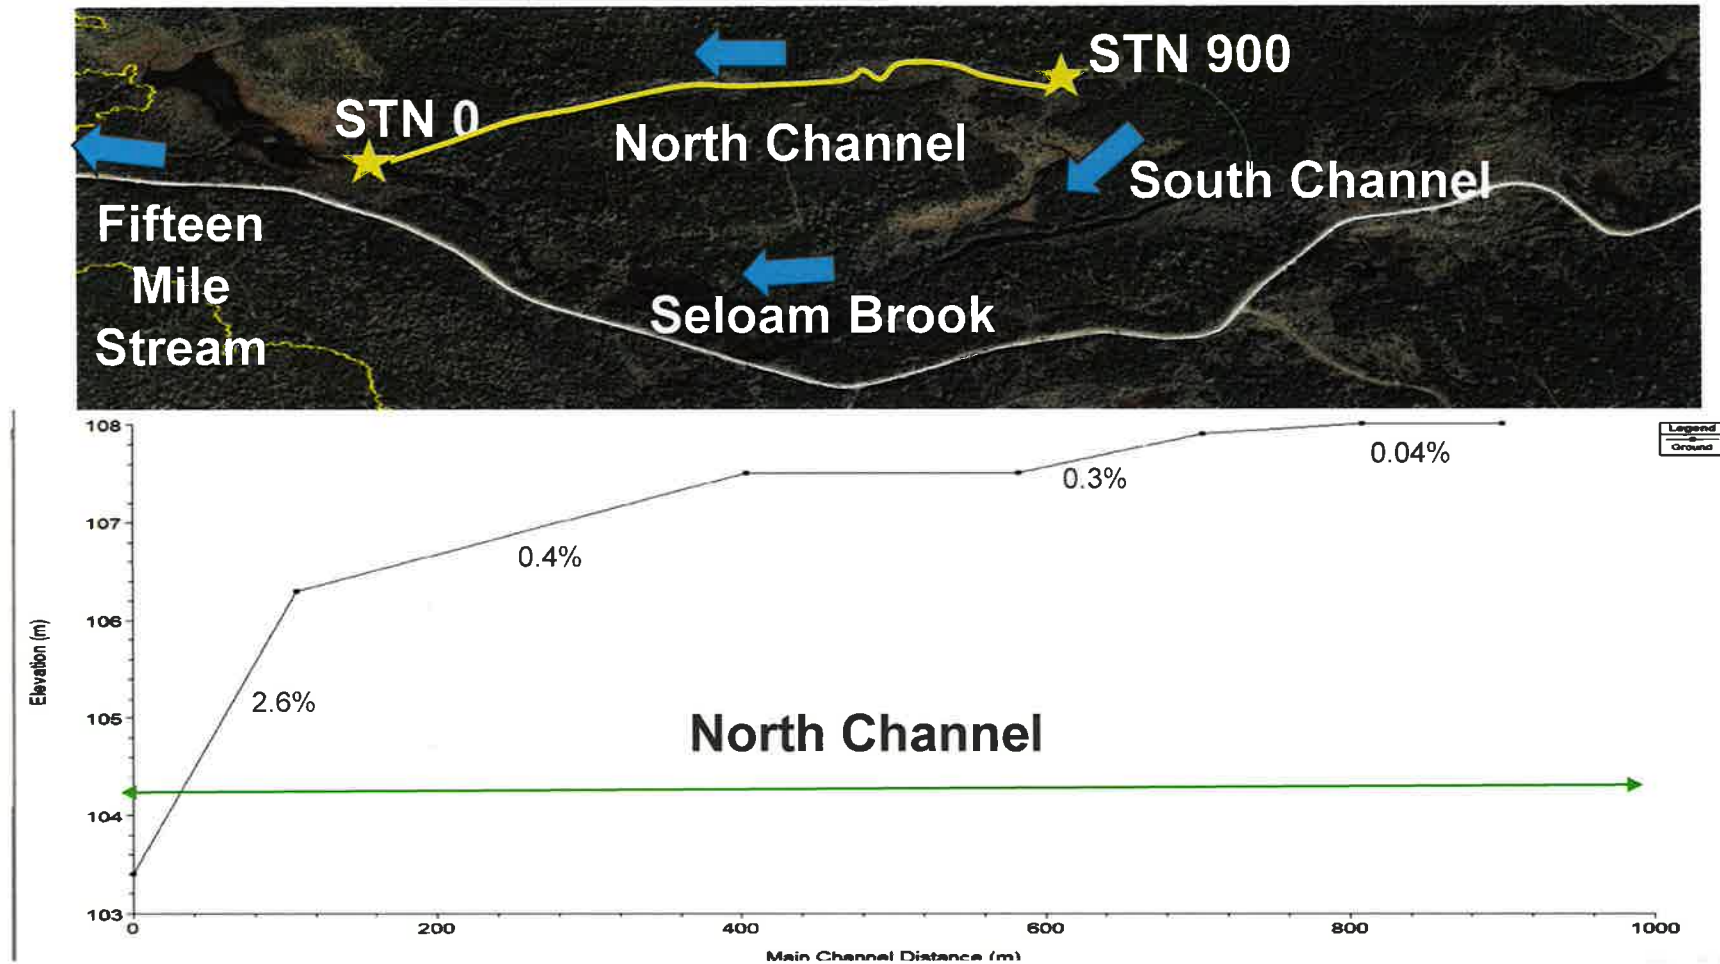 STN 900
STN 0
North Channel
South Channel
Fifteen
Mile
Stream
Seloam Brook
108
107
106
105
104
103
Elevation (m)
0.04%
0.3%
0.4%
2.6%
Legend
Ground
North Channel
0
200
400
600
800
1000
Main Channel Distance (m)